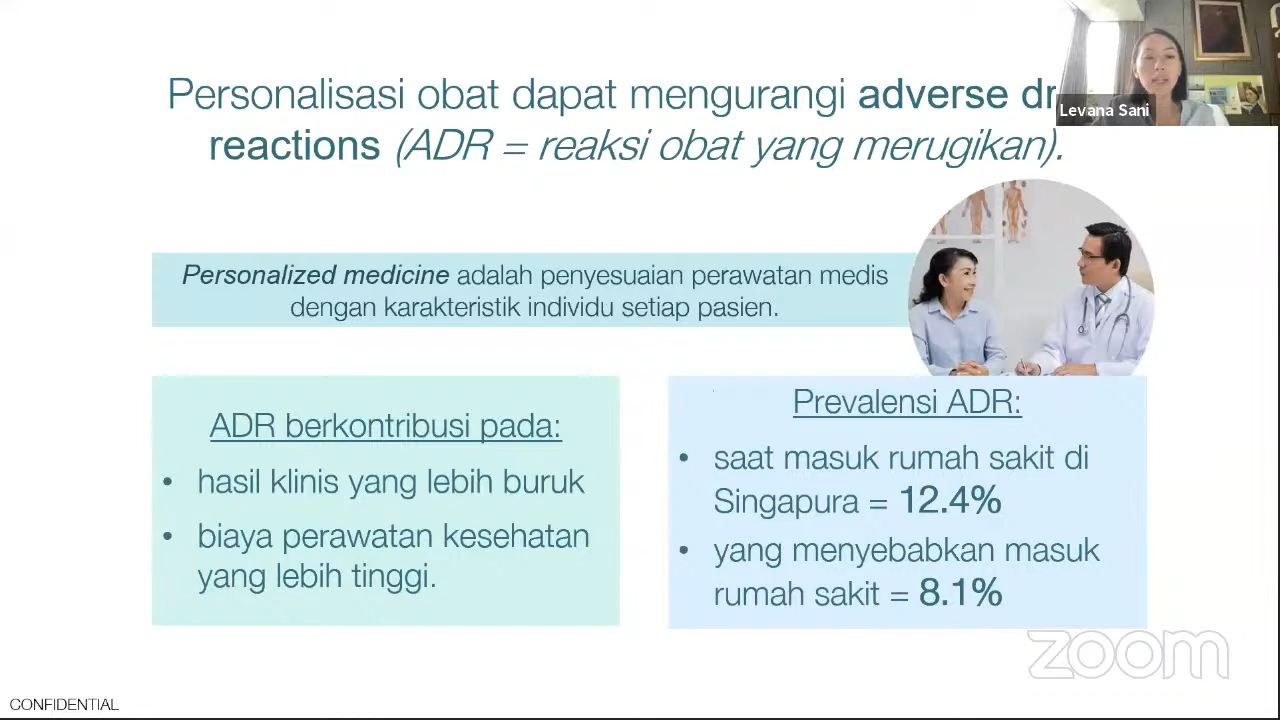 Personalisasi obat dapat mengurangi adverse
reactions (ADR = reaksi obat yang merugikan).
Levana Sani
Personalized medicine adalah penyesuaian perawatan medis
dengan karakteristik individu setiap pasien.
ADR berkontribusi pada:
• hasil klinis yang lebih buruk
• biaya perawatan kesehatan
yang lebih tinggi.
Prevalensi ADR:
• saat masuk rumah sakit di
Singapura = 12.4%
• yang menyebabkan masuk
rumah sakit = 8.1%
zoom
CONFIDENTIAL